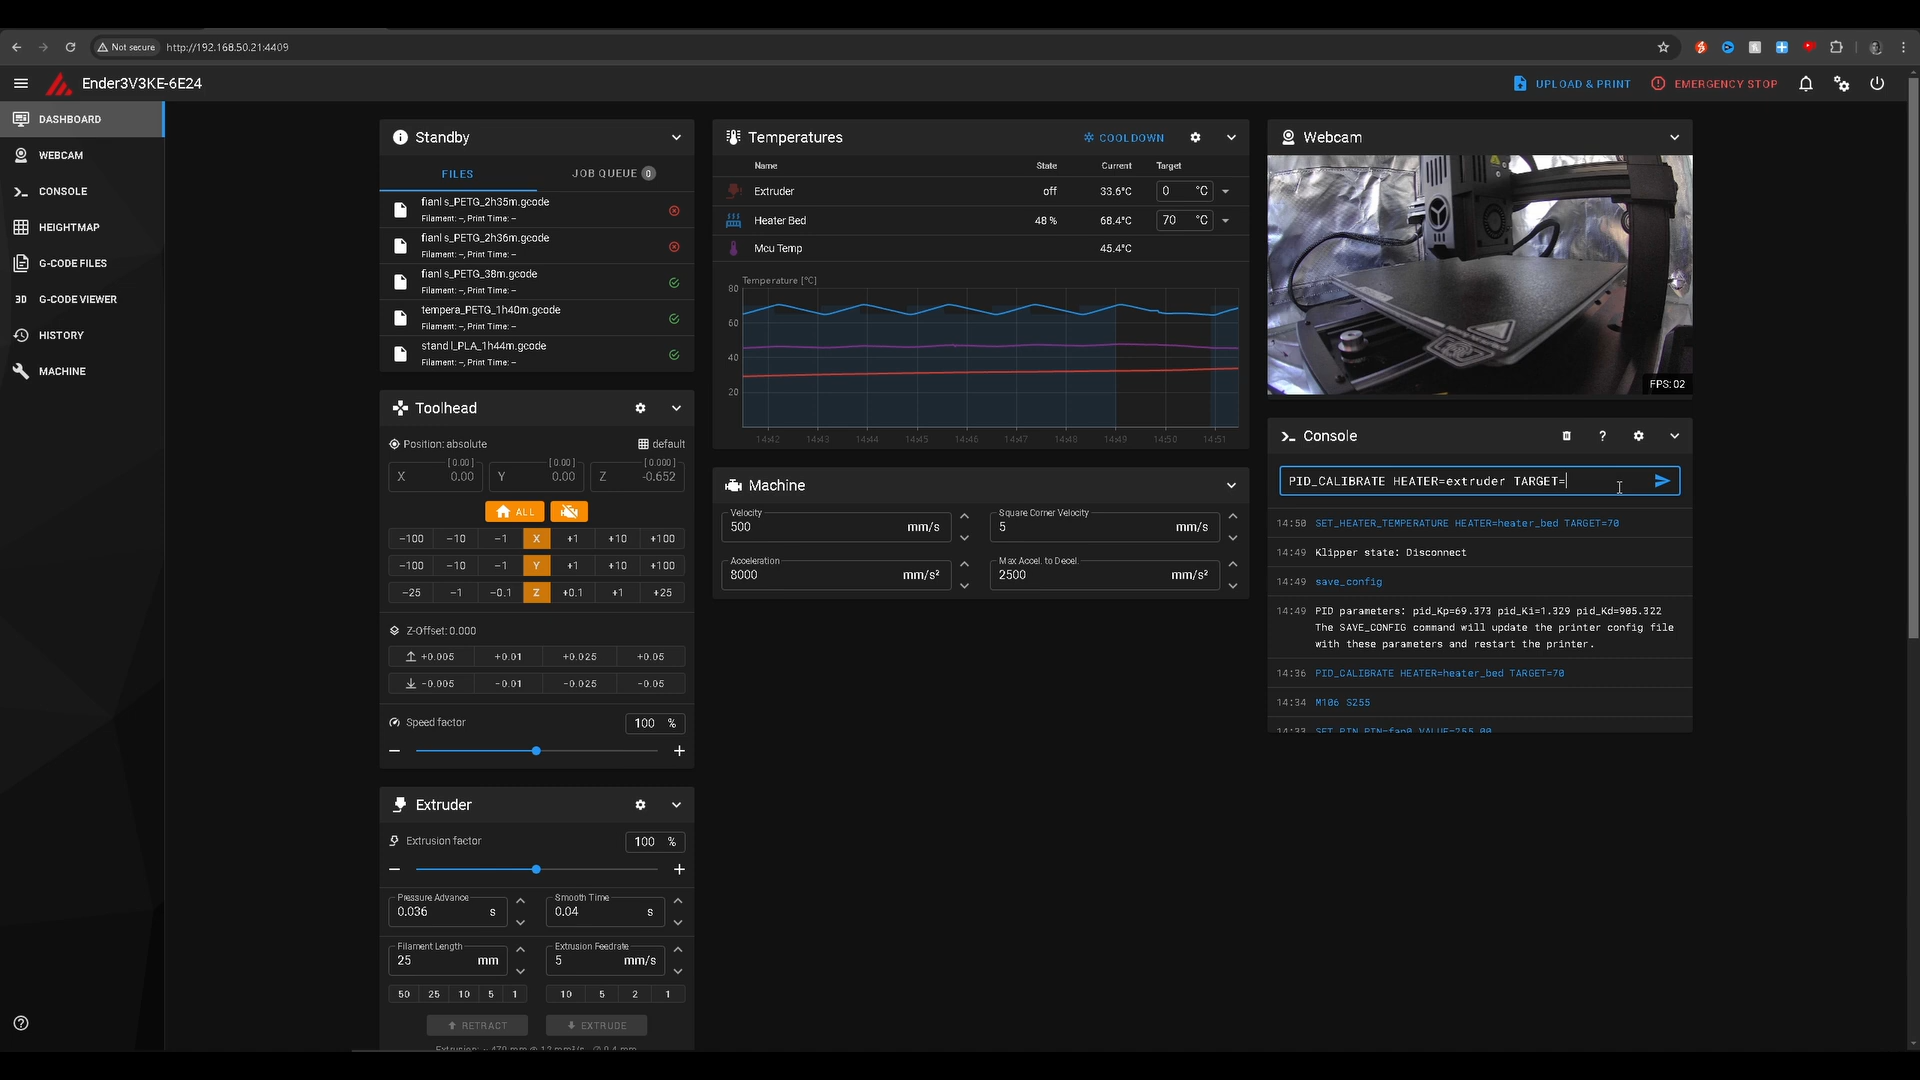 Not secure
http://192.168.50.21:4409
Ender3V3KE-6E24
UPLOAD & PRINT
EMERGENCY STOP
DASHBOARD
WEBCAM
CONSOLE
HEIGHTMAP
G-CODE FILES
3D G-CODE VIEWER
HISTORY
MACHINE
Standby
FILES
JOB QUEUE 0
fianl s_PETG_2h35m.gcode
Filament: –, Print Time: –
fianl s_PETG_2h36m.gcode
Filament: –, Print Time: –
fianl s_PETG_38m.gcode
Filament: –, Print Time: –
tempera_PETG_1h40m.gcode
Filament: –, Print Time: –
stand l_PLA_1h44m.gcode
Filament: –, Print Time: –
Toolhead
Position: absolute
default
[ 0.00 ] [ 0.00 ] [ 0.000 ]
X 0.00 Y 0.00 Z -0.652
ALL
-100 -10 -1 X +1 +10 +100
-100 -10 -1 Y +1 +10 +100
-25 -1 -0.1 Z +0.1 +1 +25
Z-Offset: 0.000
+0.005 +0.01 +0.025 +0.05
-0.005 -0.01 -0.025 -0.05
Speed factor 100 %
Extruder
Extrusion factor 100 %
Pressure Advance
0.036 s
Smooth Time
0.04 s
Filament Length
25 mm
Extrusion Feedrate
5 mm/s
50 25 10 5 1
10 5 2 1
RETRACT
EXTRUDE
Temperatures
COOLDOWN
Name State Current Target
Extruder off 33.6°C 0 °C
Heater Bed 48 % 68.4°C 70 °C
Mcu Temp 45.4°C
Temperature [°C]
80
60
40
20
14:42 14:43 14:44 14:45 14:46 14:47 14:48 14:49 14:50 14:51
Machine
Velocity
500 mm/s
Square Corner Velocity
5 mm/s
Acceleration
8000 mm/s²
Max Accel. to Decel.
2500 mm/s²
Webcam
FPS: 02
Console
PID_CALIBRATE HEATER=extruder TARGET=
14:50 SET_HEATER_TEMPERATURE HEATER=heater_bed TARGET=70
14:49 Klipper state: Disconnect
14:49 save_config
14:49 PID parameters: pid_Kp=69.373 pid_Ki=1.329 pid_Kd=905.322
The SAVE_CONFIG command will update the printer config file
with these parameters and restart the printer.
14:36 PID_CALIBRATE HEATER=heater_bed TARGET=70
14:34 M106 S255
14:33 SET_PIN PIN=fan0 VALUE=255.00